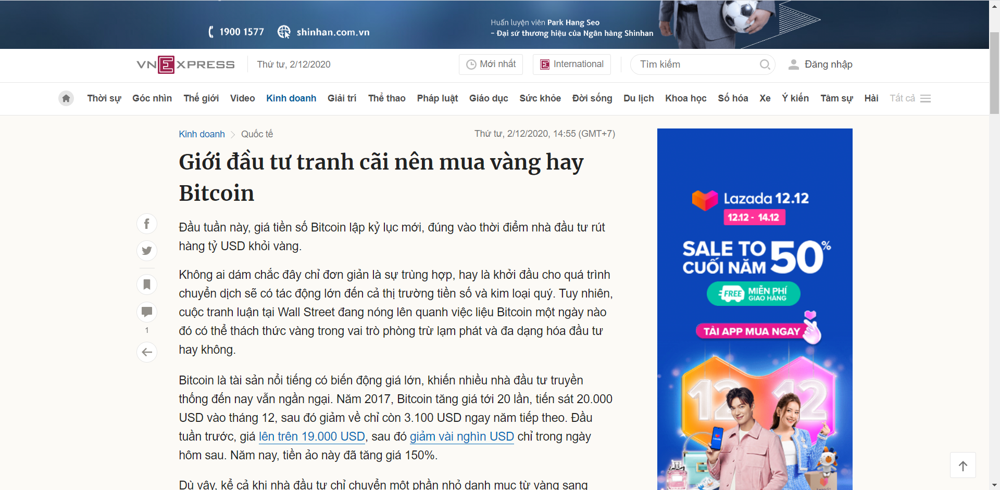 1900 1577
shinhan.com.vn
Huấn luyện viên Park Hang Seo
- Đại sứ thương hiệu của Ngân hàng Shinhan
VNEXPRESS
Thứ tư, 2/12/2020
Mới nhất
E International
Tìm kiếm
Đăng nhập
Thời sự Góc nhìn Thế giới Video Kinh doanh Giải trí Thể thao Pháp luật Giáo dục Sức khỏe Đời sống Du lịch Khoa học Số hóa Xe Ý kiến Tâm sự Hài Tất cả
Kinh doanh > Quốc tế
Thứ tư, 2/12/2020, 14:55 (GMT+7)
Giới đầu tư tranh cãi nên mua vàng hay
Bitcoin
Đầu tuần này, giá tiền số Bitcoin lập kỷ lục mới, đúng vào thời điểm nhà đầu tư rút
hàng tỷ USD khỏi vàng.
Không ai dám chắc đây chỉ đơn giản là sự trùng hợp, hay là khởi đầu cho quá trình
chuyển dịch sẽ có tác động lớn đến cả thị trường tiền số và kim loại quý. Tuy nhiên,
cuộc tranh luận tại Wall Street đang nóng lên quanh việc liệu Bitcoin một ngày nào
đó có thể thách thức vàng trong vai trò phòng trừ lạm phát và đa dạng hóa đầu tư
hay không.
1
Bitcoin là tài sản nổi tiếng có biến động giá lớn, khiến nhiều nhà đầu tư truyền
thống đến nay vẫn ngần ngại. Năm 2017, Bitcoin tăng giá tới 20 lần, tiến sát 20.000
USD vào tháng 12, sau đó giảm về chỉ còn 3.100 USD ngay năm tiếp theo. Đầu
tuần trước, giá lên trên 19.000 USD, sau đó giảm vài nghìn USD chỉ trong ngày
hôm sau. Năm nay, tiền ảo này đã tăng giá 150%.
Dù vậy, kể cả khi nhà đầu tư chỉ chuyển một phần nhỏ danh mục từ vàng sang
Lazada 12.12
12.12 - 14.12
SALE TO 50%
CUỐI NĂM
FREE MIỄN PHÍ
GIAO HÀNG
TẢI APP MUA NGAY
12 12
Lazada